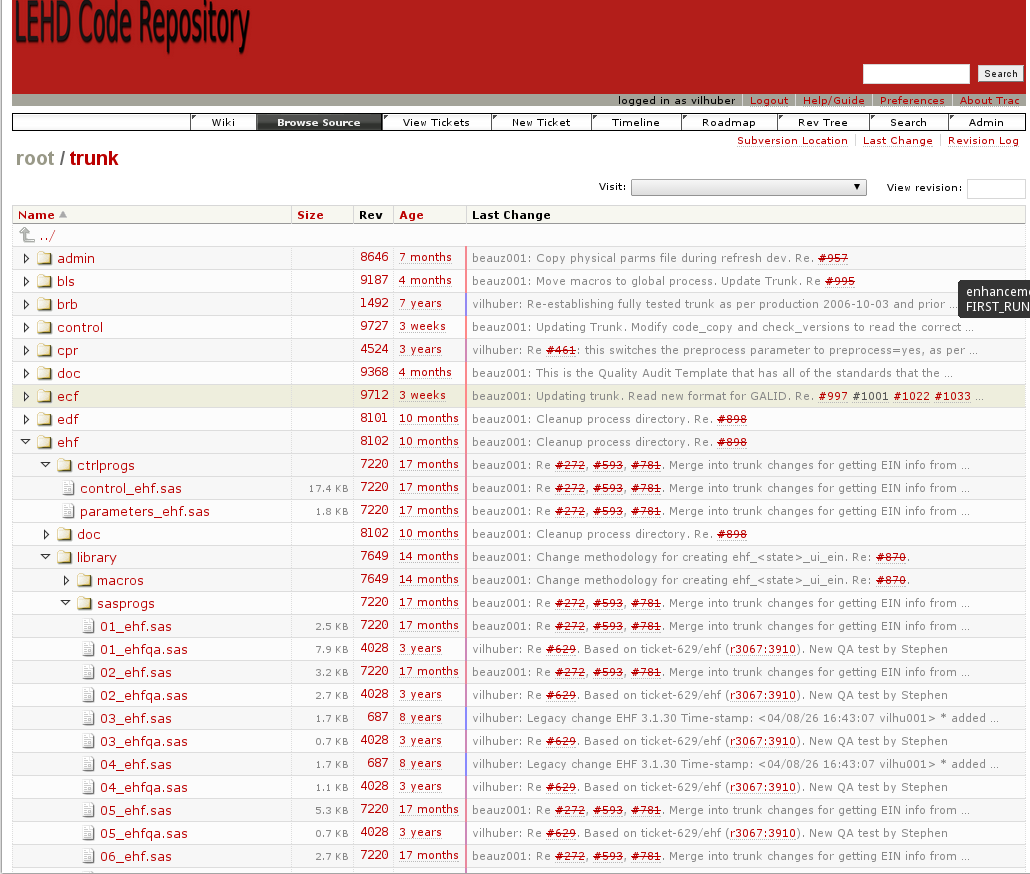 LEHD Code Repository
Search
logged in as vilhuber Logout Help/Guide Preferences About Trac
Wiki Browse Source View Tickets New Ticket Timeline Roadmap Rev Tree Search Admin
Subversion Location Last Change Revision Log
root / trunk
Visit: View revision:
Name Size Rev Age Last Change
../
admin 8646 7 months beauz001: Copy physical parms file during refresh dev. Re. #957
bls 9187 4 months beauz001: Move macros to global process. Update Trunk. Re #995
brb 1492 7 years vilhuber: Re-establishing fully tested trunk as per production 2006-10-03 and prior ...
enhanceme
FIRST_RUN
control 9727 3 weeks beauz001: Updating Trunk. Modify code_copy and check_versions to read the correct ...
cpr 4524 3 years vilhuber: Re #461: this switches the preprocess parameter to preprocess=yes, as per ...
doc 9368 4 months beauz001: This is the Quality Audit Template that has all of the standards that the ...
ecf 9712 3 weeks beauz001: Updating trunk. Read new format for GALID. Re. #997 #1001 #1022 #1033 ...
edf 8101 10 months beauz001: Cleanup process directory. Re. #898
ehf 8102 10 months beauz001: Cleanup process directory. Re. #898
ctrlprogs 7220 17 months beauz001: Re #272, #593, #781. Merge into trunk changes for getting EIN info from ...
control_ehf.sas 17.4 KB 7220 17 months beauz001: Re #272, #593, #781. Merge into trunk changes for getting EIN info from ...
parameters_ehf.sas 1.8 KB 7220 17 months beauz001: Re #272, #593, #781. Merge into trunk changes for getting EIN info from ...
doc 8102 10 months beauz001: Cleanup process directory. Re. #898
library 7649 14 months beauz001: Change methodology for creating ehf_<state>_ui_ein. Re: #870.
macros 7649 14 months beauz001: Change methodology for creating ehf_<state>_ui_ein. Re: #870.
sasprogs 7220 17 months beauz001: Re #272, #593, #781. Merge into trunk changes for getting EIN info from ...
01_ehf.sas 2.5 KB 7220 17 months beauz001: Re #272, #593, #781. Merge into trunk changes for getting EIN info from ...
01_ehfqa.sas 7.9 KB 4028 3 years vilhuber: Re #629. Based on ticket-629/ehf (r3067:3910). New QA test by Stephen
02_ehf.sas 3.2 KB 7220 17 months beauz001: Re #272, #593, #781. Merge into trunk changes for getting EIN info from ...
02_ehfqa.sas 2.7 KB 4028 3 years vilhuber: Re #629. Based on ticket-629/ehf (r3067:3910). New QA test by Stephen
03_ehf.sas 1.7 KB 687 8 years vilhuber: Legacy change EHF 3.1.30 Time-stamp: <04/08/26 16:43:07 vilhu001> * added ...
03_ehfqa.sas 0.7 KB 4028 3 years vilhuber: Re #629. Based on ticket-629/ehf (r3067:3910). New QA test by Stephen
04_ehf.sas 1.7 KB 687 8 years vilhuber: Legacy change EHF 3.1.30 Time-stamp: <04/08/26 16:43:07 vilhu001> * added ...
04_ehfqa.sas 1.1 KB 4028 3 years vilhuber: Re #629. Based on ticket-629/ehf (r3067:3910). New QA test by Stephen
05_ehf.sas 5.3 KB 7220 17 months beauz001: Re #272, #593, #781. Merge into trunk changes for getting EIN info from ...
05_ehfqa.sas 0.7 KB 4028 3 years vilhuber: Re #629. Based on ticket-629/ehf (r3067:3910). New QA test by Stephen
06_ehf.sas 2.7 KB 7220 17 months beauz001: Re #272, #593, #781. Merge into trunk changes for getting EIN info from ...